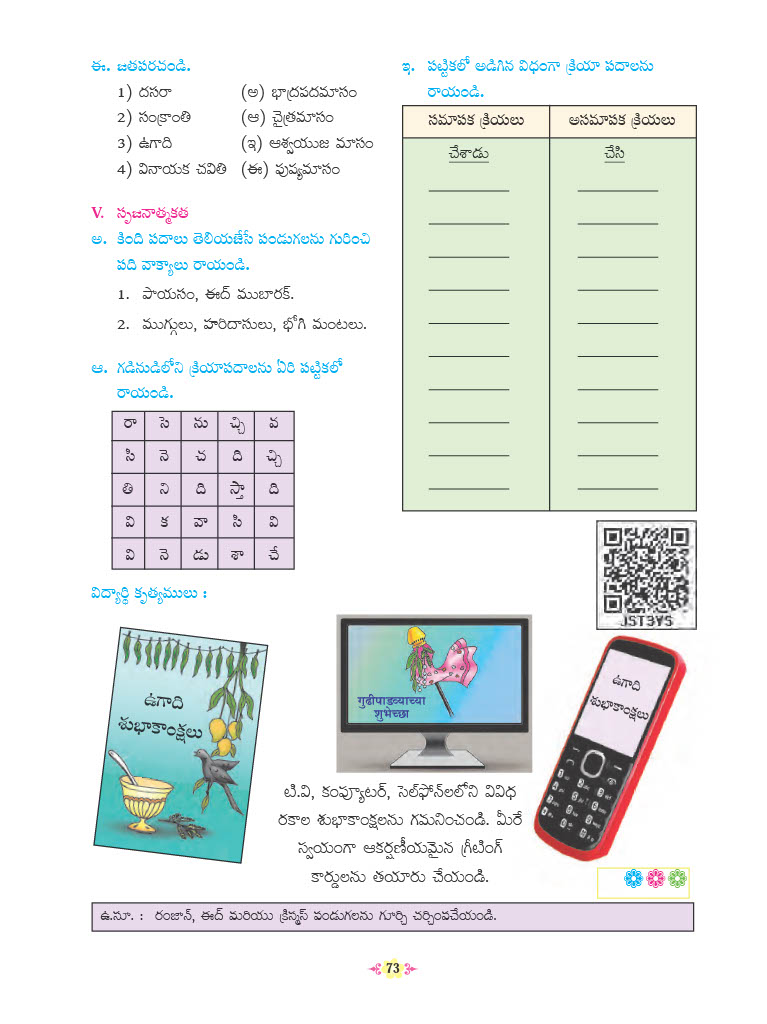 ఈ. జతపరచండి.
1) దసరా (అ) భాద్రపదమాసం
2) సంక్రాంతి (ఆ) చైత్రమాసం
3) ఉగాది (ఇ) ఆశ్వయుజ మాసం
4) వినాయక చవితి (ఈ) పుష్యమాసం
V. సృజనాత్మకత
అ. కింది పదాలు తెలియజేసే పండుగలను గురించి
పది వాక్యాలు రాయండి.
1. పాయసం, ఈద్ ముబారక్.
2. ముగ్గులు, హరిదాసులు, భోగి మంటలు.
ఆ. గడినుడిలోని క్రియాపదాలను ఏరి పట్టికలో
రాయండి.
రా సె ను చ్చి వ
సి నె చ ది చ్చి
తి ని ది స్తా ది
వి క వా సి వి
వి నె డు శా చే
ఇ. పట్టికలో అడిగిన విధంగా క్రియా పదాలను
రాయండి.
సమాపక క్రియలు అసమాపక క్రియలు
చేశాడు చేసి
JST3Y5
విద్యార్థి కృత్యములు :
ఉగాది
శుభాకాంక్షలు
गुढीपाडव्याच्या
शुभेच्छा
ఉగాది
శుభాకాంక్షలు
టి.వి, కంప్యూటర్, సెల్‌ఫోన్‌లలోని వివిధ
రకాల శుభాకాంక్షలను గమనించండి. మీరే
స్వయంగా ఆకర్షణీయమైన గ్రీటింగ్
కార్డులను తయారు చేయండి.
ఉ.సూ. : రంజాన్, ఈద్ మరియు క్రిస్మస్ పండుగలను గూర్చి చర్చింపచేయండి.
73